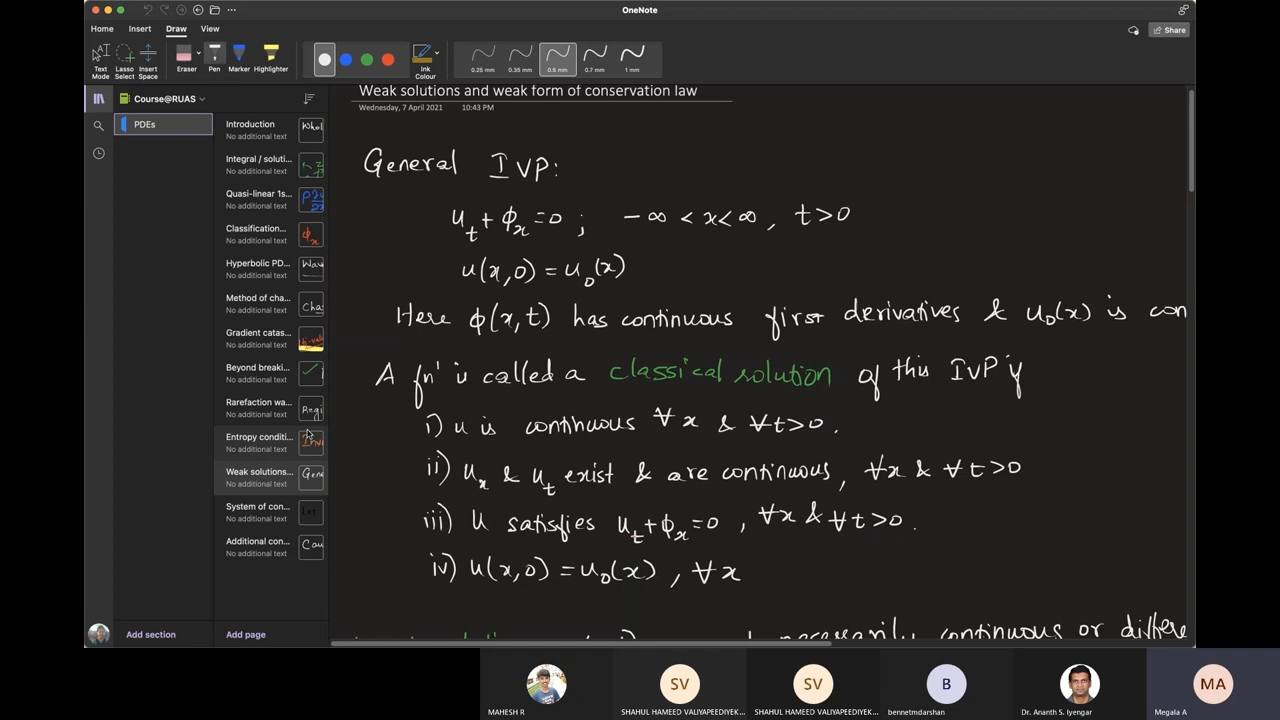 OneNote
Home Insert Draw View
Share
Text Mode
Lasso Select
Insert Space
Eraser
Pen
Marker
Highlighter
Ink Colour
0.25 mm
0.35 mm
0.5 mm
0.7 mm
1 mm
Course@RUAS
PDEs
Introduction
No additional text
Integral / soluti...
No additional text
Quasi-linear 1s...
No additional text
Classification...
No additional text
Hyperbolic PD...
No additional text
Method of cha...
No additional text
Gradient catas...
No additional text
Beyond breaki...
No additional text
Rarefaction wa...
No additional text
Entropy conditi...
No additional text
Weak solutions...
No additional text
System of con...
No additional text
Additional con...
No additional text
Add section
Add page
Weak solutions and weak form of conservation law
Wednesday, 7 April 2021 10:43 PM
General IVP:
u_t + ϕ_x = 0 ; -∞ < x < ∞, t > 0
u(x,0) = u_0(x)
Here ϕ(x,t) has continuous first derivatives & u_0(x) is con
A fn' is called a classical solution of this IVP if
i) u is continuous ∀ x & ∀ t > 0.
ii) u_x & u_t exist & are continuous, ∀x & ∀ t > 0
iii) u satisfies u_t + ϕ_x = 0, ∀x & ∀ t > 0.
iv) u(x,0) = u_0(x), ∀ x
necessarily continuous or differe
MAHESH R
SV
SHAHUL HAMEED VALIYAPEEDIYEK...
SV
SHAHUL HAMEED VALIYAPEEDIYEK...
B
bennetmdarshan
Dr. Ananth S. Iyengar
MA
Megala A